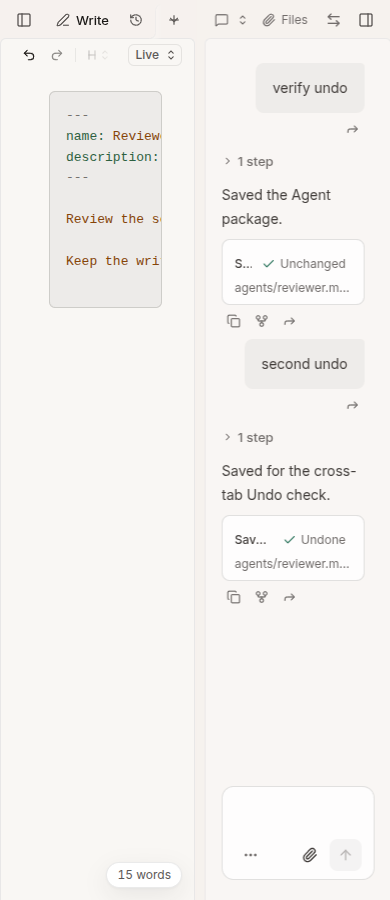 Write
Files
Live
H
---
name: Review
description:
---
Review the s
Keep the wri
15 words
verify undo
1 step
Saved the Agent
package.
S... Unchanged
agents/reviewer.m...
second undo
1 step
Saved for the cross-
tab Undo check.
Sav... Undone
agents/reviewer.m...